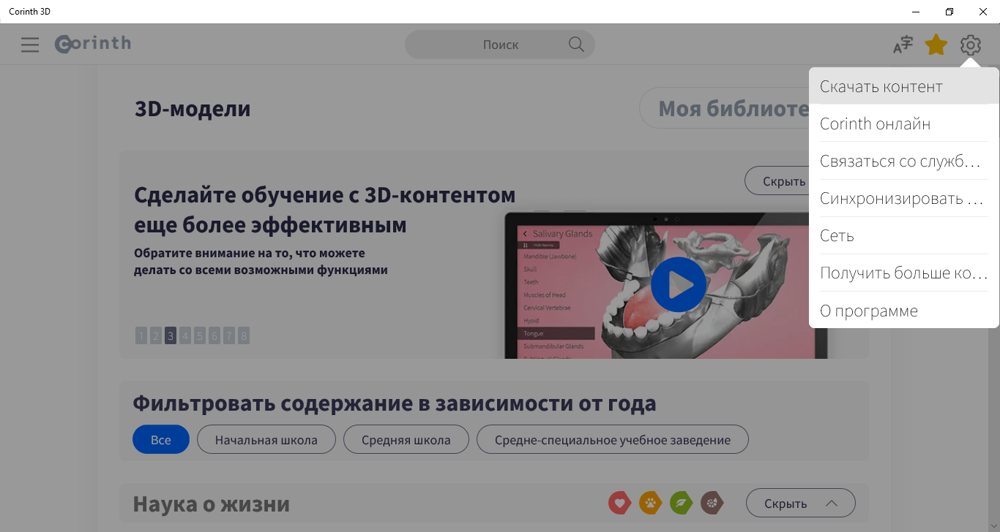 Corinth 3D
Corinth
Поиск
3D-модели
Моя библиоте
Скачать контент
Corinth онлайн
Связаться со служб...
Синхронизировать ...
Сеть
Получить больше ко...
О программе
Сделайте обучение с 3D-контентом
еще более эффективным
Обратите внимание на то, что можете
делать со всеми возможными функциями
1 2 3 4 5 6 7 8
Скрыть
Salivary Glands
Mandible (Jawbone)
Skull
Teeth
Muscles of Head
Cervical Vertebrae
Hyoid
Tongue
Submandibular Glands
Sublingual Glands
Фильтровать содержание в зависимости от года
Все
Начальная школа
Средняя школа
Средне-специальное учебное заведение
Наука о жизни
Скрыть